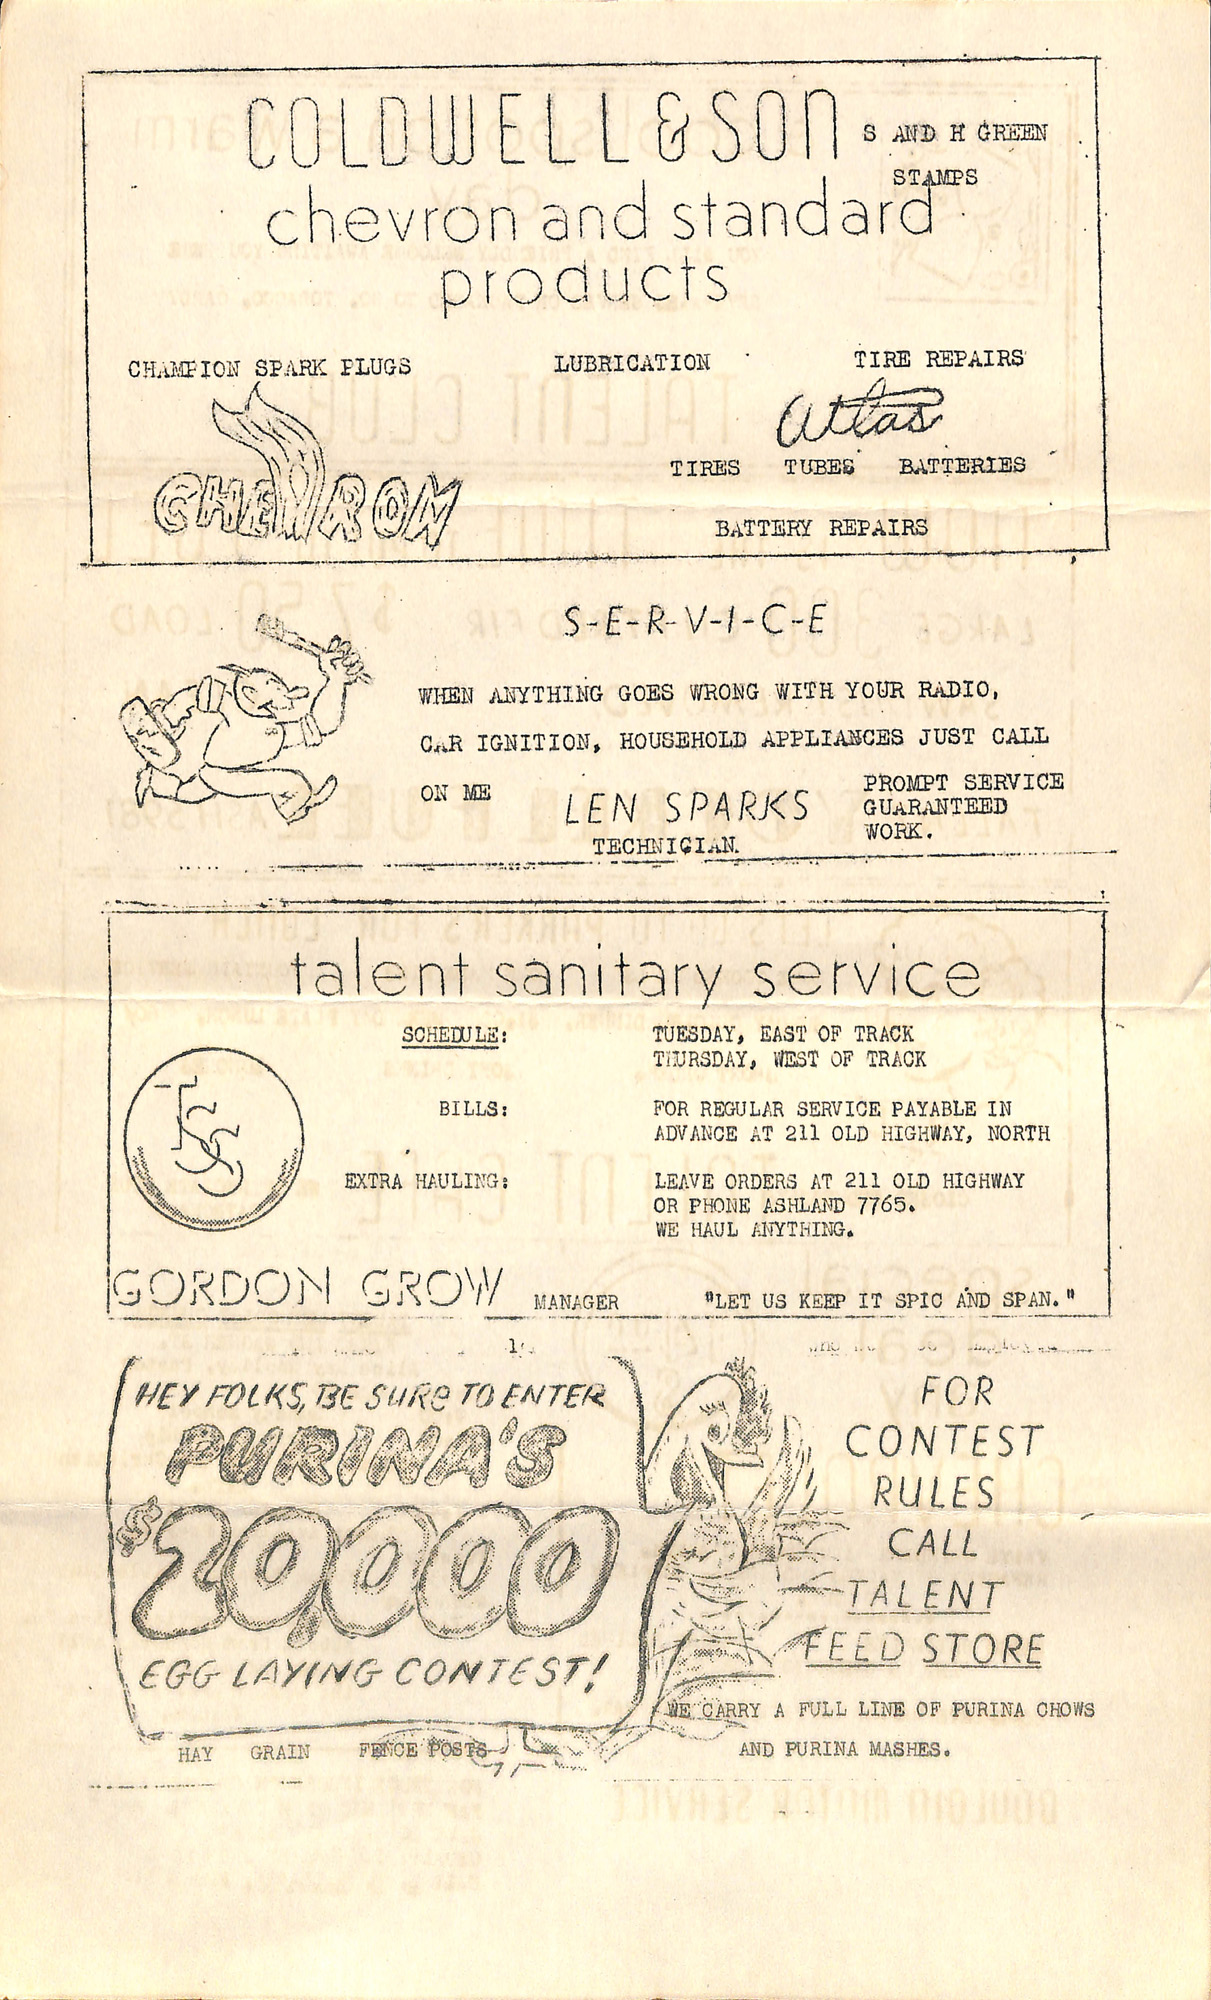 COLDWELL & SON
S AND H GREEN
STAMPS
chevron and standard
products
CHAMPION SPARK PLUGS LUBRICATION TIRE REPAIRS
Atlas
CHEVRON
TIRES TUBES BATTERIES
BATTERY REPAIRS
S-E-R-V-I-C-E
WHEN ANYTHING GOES WRONG WITH YOUR RADIO,
CAR IGNITION, HOUSEHOLD APPLIANCES JUST CALL
ON ME LEN SPARKS
TECHNICIAN.
PROMPT SERVICE
GUARANTEED
WORK.
talent sanitary service
SCHEDULE: TUESDAY, EAST OF TRACK
THURSDAY, WEST OF TRACK
BILLS: FOR REGULAR SERVICE PAYABLE IN
ADVANCE AT 211 OLD HIGHWAY, NORTH
TSS
EXTRA HAULING: LEAVE ORDERS AT 211 OLD HIGHWAY
OR PHONE ASHLAND 7765.
WE HAUL ANYTHING.
GORDON GROW MANAGER "LET US KEEP IT SPIC AND SPAN."
HEY FOLKS, BE SURe TO ENTER
PURINA'S
$20,000
EGG LAYING CONTEST!
FOR
CONTEST
RULES
CALL
TALENT
FEED STORE
WE CARRY A FULL LINE OF PURINA CHOWS
AND PURINA MASHES.
HAY GRAIN FENCE POSTS